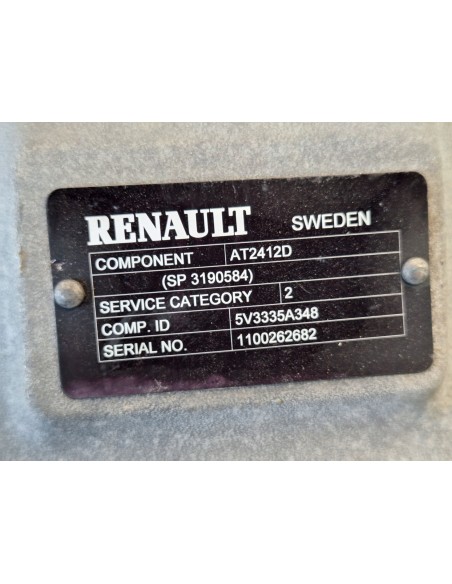 RENAULT SWEDEN
COMPONENT AT2412D
(SP 3190584)
SERVICE CATEGORY 2
COMP. ID 5V3335A348
SERIAL NO. 1100262682